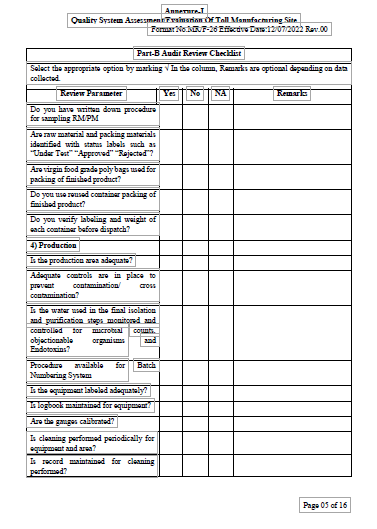 Annexure-I
Quality System Assessment/Evaluation Of Toll Manufacturing Site
Format No:MR/F-26 Effective Date:12/07/2022 Rev.00
Part-B Audit Review Checklist
Select the appropriate option by marking √ In the column, Remarks are optional depending on data
collected.
Review Parameter Yes No NA Remarks
Do you have written down procedure
for sampling RM/PM
Are raw material and packing materials
identified with status labels such as
"Under Test" "Approved" "Rejected"?
Are virgin food grade poly bags used for
packing of finished product?
Do you use reused container packing of
finished product?
Do you verify labeling and weight of
each container before dispatch?
4) Production
Is the production area adequate?
Adequate controls are in place to
prevent contamination/ cross
contamination?
Is the water used in the final isolation
and purification steps monitored and
controlled for microbial counts,
objectionable organisms and
Endotoxins?
Procedure available for Batch
Numbering System
Is the equipment labeled adequately?
Is logbook maintained for equipment?
Are the gauges calibrated?
Is cleaning performed periodically for
equipment and area?
Is record maintained for cleaning
performed?
Page 05 of 16